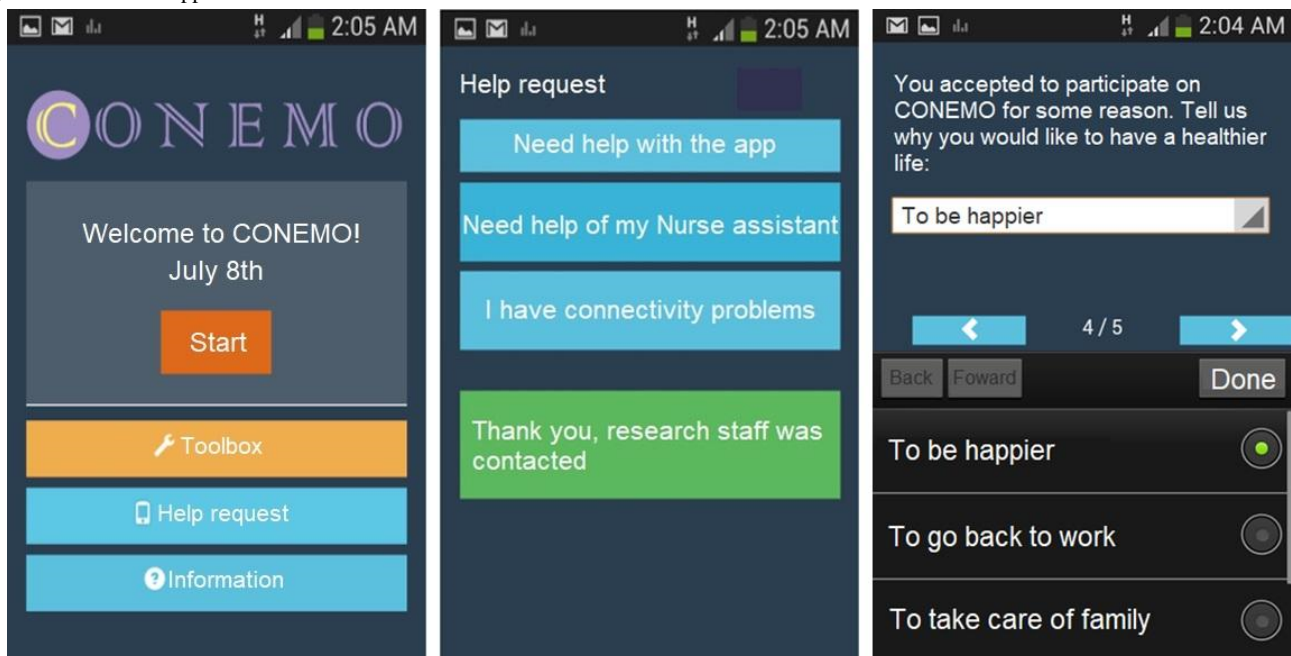 2:05 AM
CONEMO
Welcome to CONEMO!
July 8th
Start
Toolbox
Help request
Information
2:05 AM
Help request
Need help with the app
Need help of my Nurse assistant
I have connectivity problems
Thank you, research staff was
contacted
2:04 AM
You accepted to participate on
CONEMO for some reason. Tell us
why you would like to have a healthier
life:
To be happier
4 / 5
Back Foward Done
To be happier
To go back to work
To take care of family